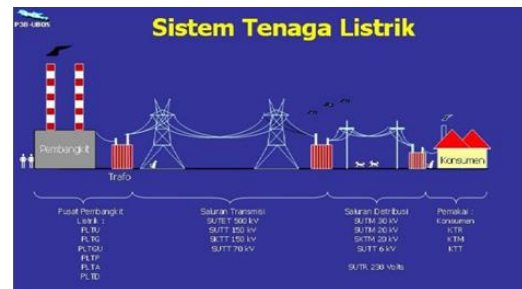 P3B-UBOS
Sistem Tenaga Listrik
Pembangkit
Trafo
Konsumen
Pusat Pembangkit
Listrik :
PLTU
PLTG
PLTGU
PLTP
PLTA
PLTD
Saluran Transmisi
SUTET 500 kV
SUTT 150 kV
SKTT 150 kV
SUTT 70 kV
Saluran Distribusi
SUTM 30 kV
SUTM 20 kV
SKTM 20 kV
SUTT 6 kV
SUTR 230 Volts
Pemakai :
Konsumen
KTR
KTM
KTT